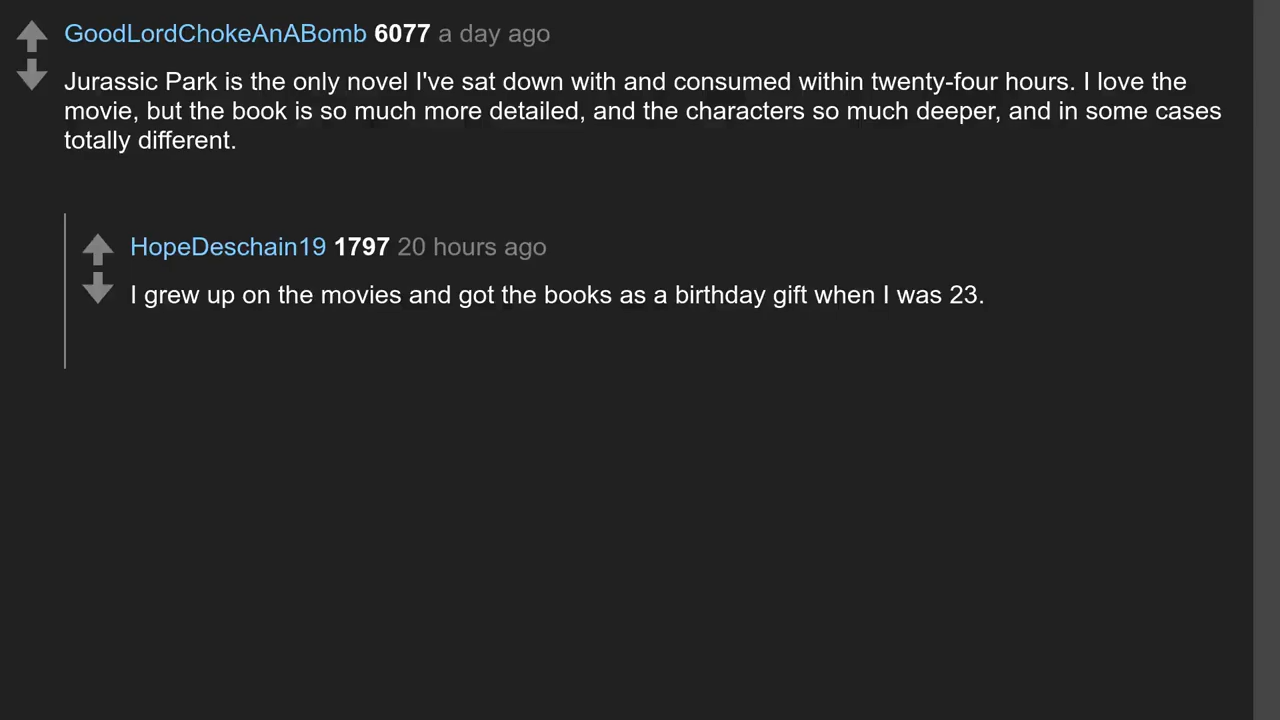 GoodLordChokeAnABomb 6077 a day ago
Jurassic Park is the only novel I've sat down with and consumed within twenty-four hours. I love the
movie, but the book is so much more detailed, and the characters so much deeper, and in some cases
totally different.
HopeDeschain19 1797 20 hours ago
I grew up on the movies and got the books as a birthday gift when I was 23.